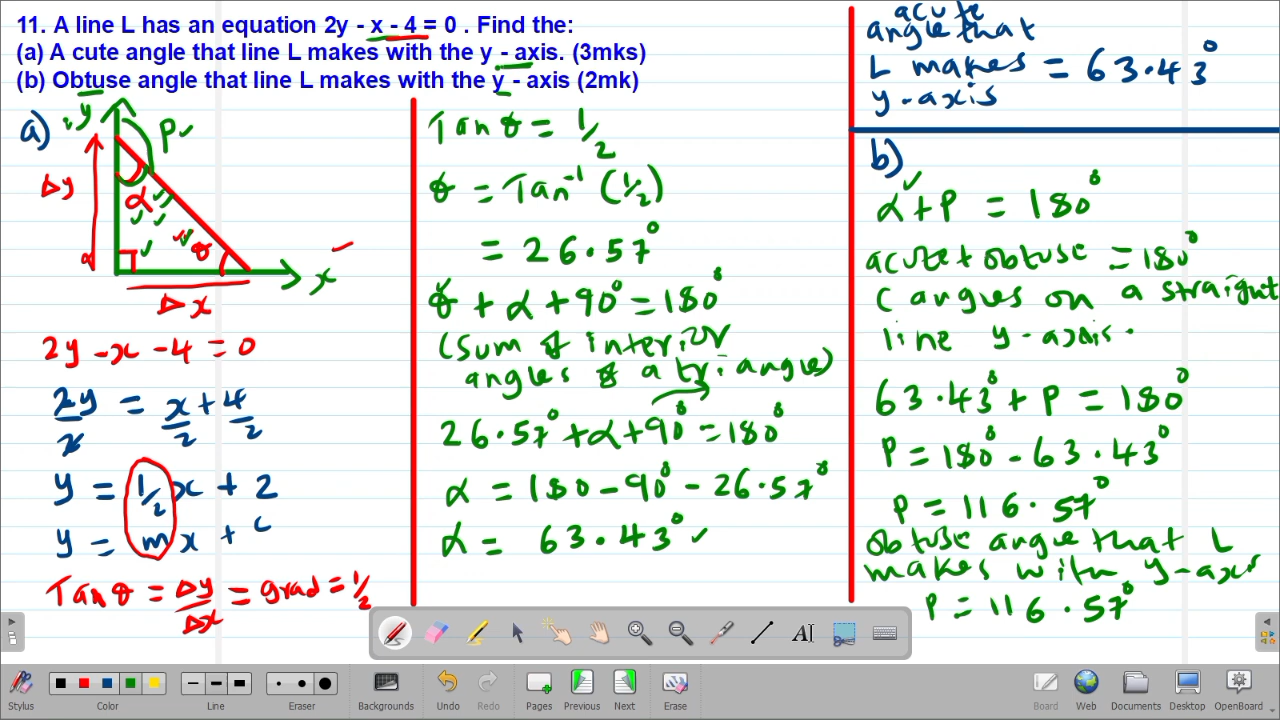 11. A line L has an equation 2y - x - 4 = 0 . Find the:
(a) A cute angle that line L makes with the y - axis. (3mks)
(b) Obtuse angle that line L makes with the y - axis (2mk)
a)
y
P
Δy
α
θ
x
Δx
2y - x - 4 = 0
2y/2 = x/2 + 4/2
y = 1/2 x + 2
y = mx + c
Tan θ = Δy/Δx = grad = 1/2
Tan θ = 1/2
θ = Tan⁻¹ (1/2)
= 26.57°
θ + α + 90° = 180°
(Sum of interior
angles of a triangle)
26.57° + α + 90° = 180°
α = 180 - 90° - 26.57°
α = 63.43°
acute
angle that
L makes = 63.43°
y-axis
b)
α + P = 180°
acute + obtuse = 180°
(angles on a straight
line y-axis.
63.43° + P = 180°
P = 180° - 63.43°
P = 116.57°
Obtuse angle that L
makes with y-axis
P = 116.57°
Stylus
Color
Line
Eraser
Backgrounds
Undo
Redo
Pages
Previous
Next
Erase
Board
Web
Documents
Desktop
OpenBoard